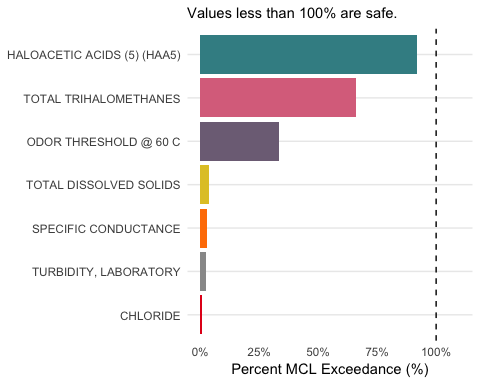 Values less than 100% are safe.
HALOACETIC ACIDS (5) (HAA5)
TOTAL TRIHALOMETHANES
ODOR THRESHOLD @ 60 C
TOTAL DISSOLVED SOLIDS
SPECIFIC CONDUCTANCE
TURBIDITY, LABORATORY
CHLORIDE
0% 25% 50% 75% 100%
Percent MCL Exceedance (%)